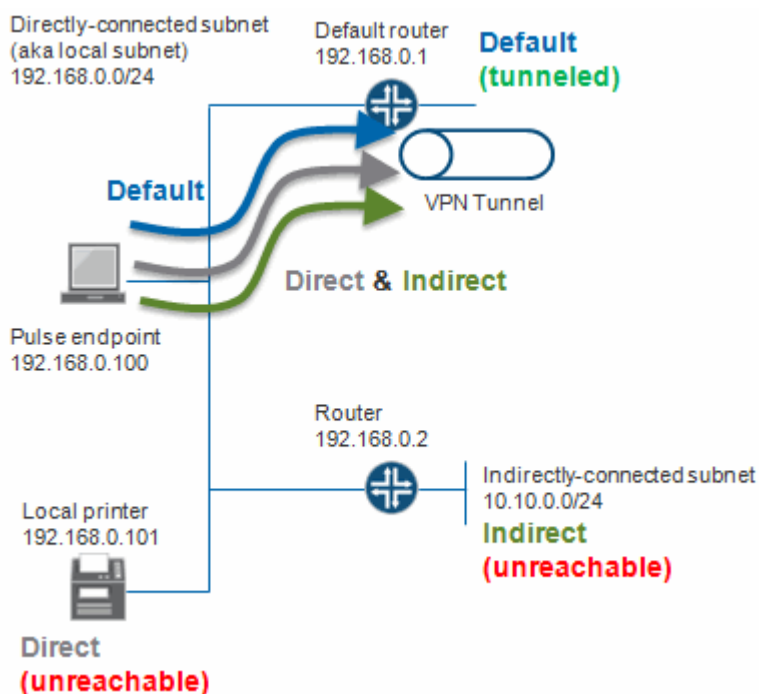 Directly-connected subnet
(aka local subnet)
192.168.0.0/24
Default router
192.168.0.1
Default
(tunneled)
Default
VPN Tunnel
Direct & Indirect
Pulse endpoint
192.168.0.100
Router
192.168.0.2
Indirectly-connected subnet
10.10.0.0/24
Indirect
(unreachable)
Local printer
192.168.0.101
Direct
(unreachable)